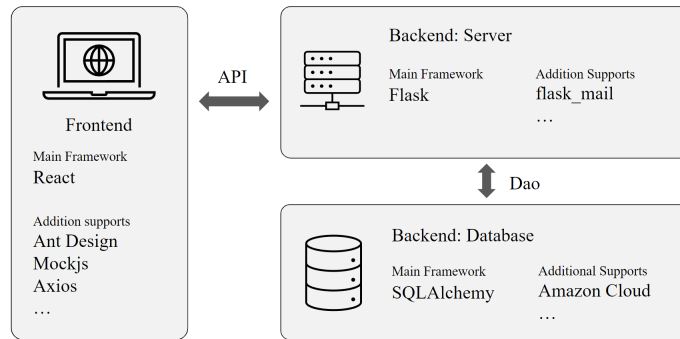 Frontend
Main Framework
React
Addition supports
Ant Design
Mockjs
Axios
…
API
Backend: Server
Main Framework
Flask
Addition Supports
flask_mail
…
Dao
Backend: Database
Main Framework
SQLAlchemy
Additional Supports
Amazon Cloud
…